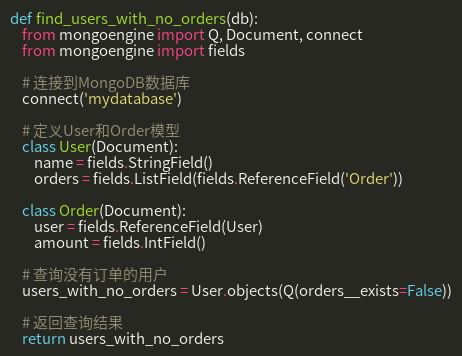 def find_users_with_no_orders(db):
    from mongoengine import Q, Document, connect
    from mongoengine import fields

    # 连接到MongoDB数据库
    connect('mydatabase')

    # 定义User和Order模型
    class User(Document):
        name = fields.StringField()
        orders = fields.ListField(fields.ReferenceField('Order'))

    class Order(Document):
        user = fields.ReferenceField(User)
        amount = fields.IntField()

    # 查询没有订单的用户
    users_with_no_orders = User.objects(Q(orders__exists=False))

    # 返回查询结果
    return users_with_no_orders